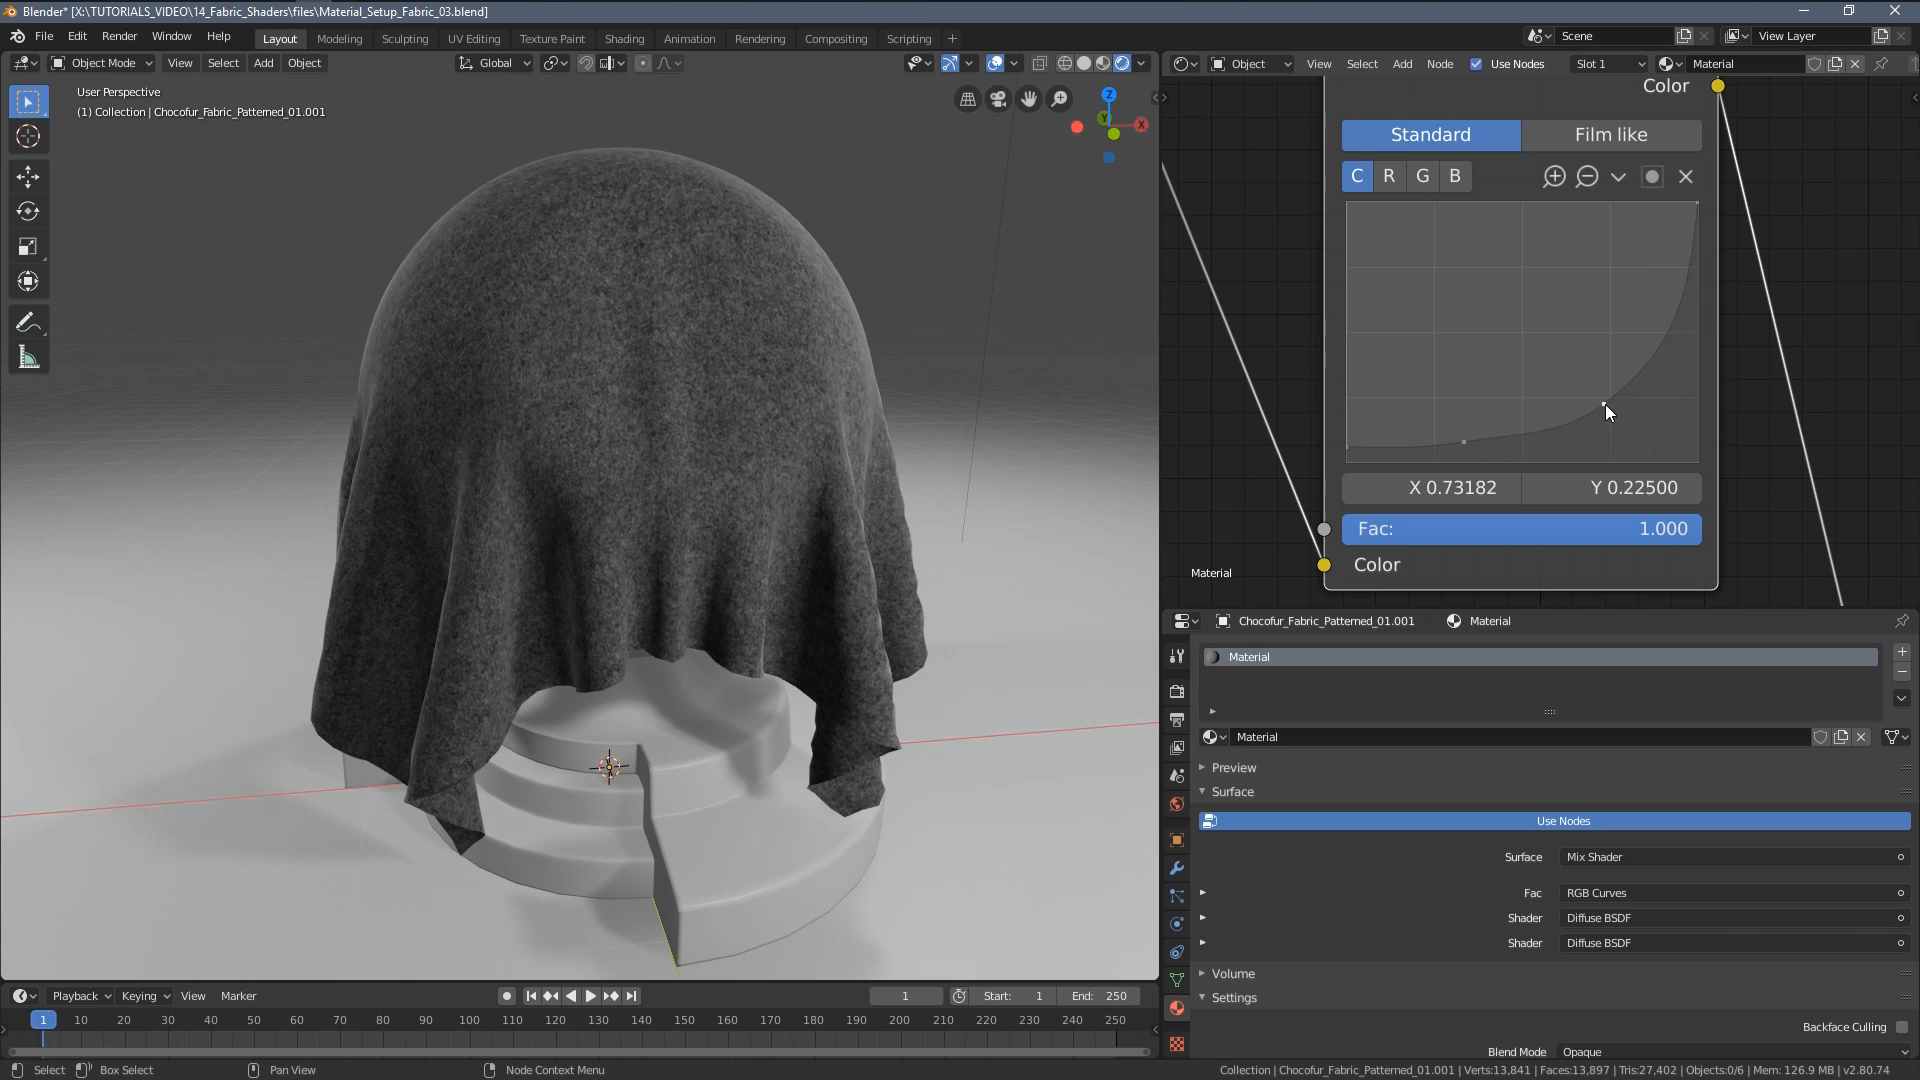 Blender* [X:\TUTORIALS_VIDEO\14_Fabric_Shaders\files\Material_Setup_Fabric_03.blend]
File Edit Render Window Help Layout Modeling Sculpting UV Editing Texture Paint Shading Animation Rendering Compositing Scripting + Scene View Layer
Object Mode View Select Add Object Global
Object View Select Add Node Use Nodes Slot 1 Material
User Perspective
(1) Collection | Chocofur_Fabric_Patterned_01.001
Z
Y
X
Color
Standard Film like
C R G B
X 0.73182 Y 0.22500
Fac: 1.000
Color
Material
Chocofur_Fabric_Patterned_01.001 Material
Material
Material
Preview
Surface
Use Nodes
Surface Mix Shader
Fac RGB Curves
Shader Diffuse BSDF
Shader Diffuse BSDF
Volume
Settings
Backface Culling
Blend Mode Opaque
Playback Keying View Marker 1 Start: 1 End: 250
1 10 20 30 40 50 60 70 80 90 100 110 120 130 140 150 160 170 180 190 200 210 220 230 240 250
Select Box Select Pan View Node Context Menu Collection | Chocofur_Fabric_Patterned_01.001 | Verts:13,841 | Faces:13,897 | Tris:27,402 | Objects:0/6 | Mem: 126.9 MB | v2.80.74